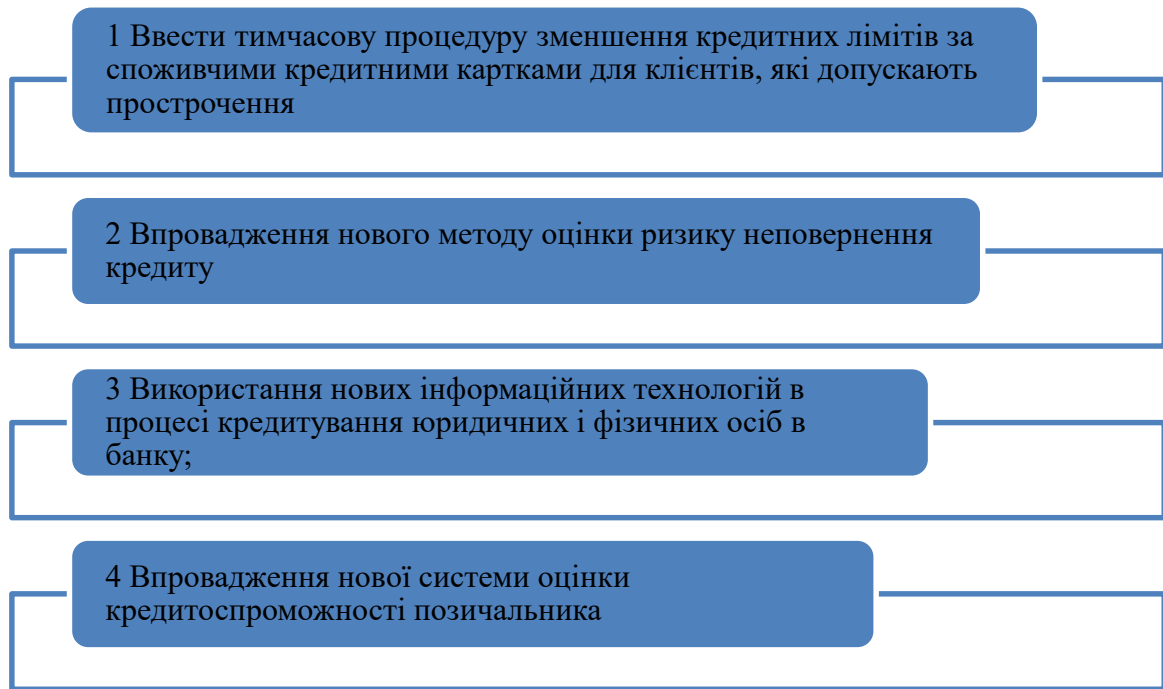 1 Ввести тимчасову процедуру зменшення кредитних лімітів за
споживчими кредитними картками для клієнтів, які допускають
прострочення
2 Впровадження нового методу оцінки ризику неповернення
кредиту
3 Використання нових інформаційних технологій в
процесі кредитування юридичних і фізичних осіб в
банку;
4 Впровадження нової системи оцінки
кредитоспроможності позичальника